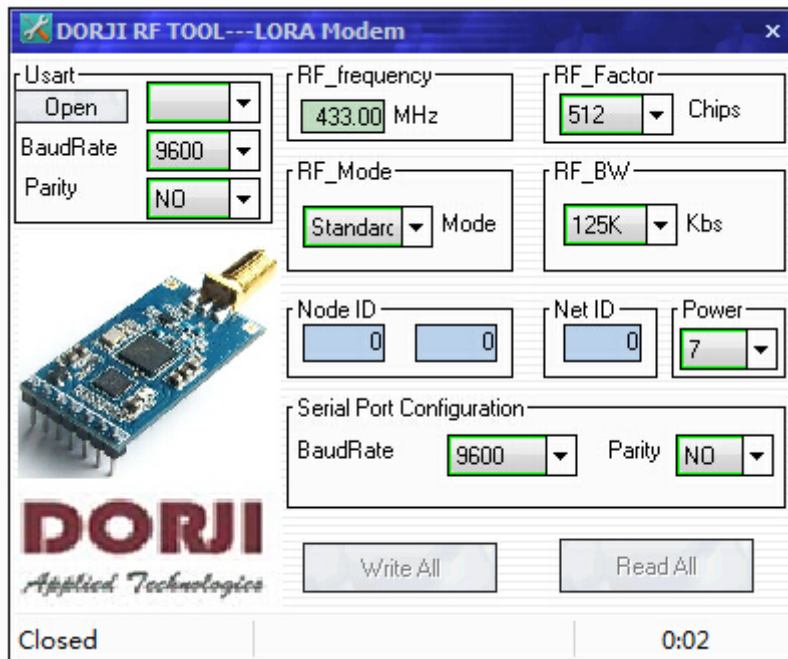 DORJI RF TOOL---LORA Modem
Usart
Open
BaudRate 9600
Parity NO
RF_frequency
433.00 MHz
RF_Factor
512 Chips
RF_Mode
Standarc Mode
RF_BW
125K Kbs
Node ID
0 0
Net ID
0
Power
7
Serial Port Configuration
BaudRate 9600 Parity NO
DORJI
Applied Technologies
Write All Read All
Closed 0:02